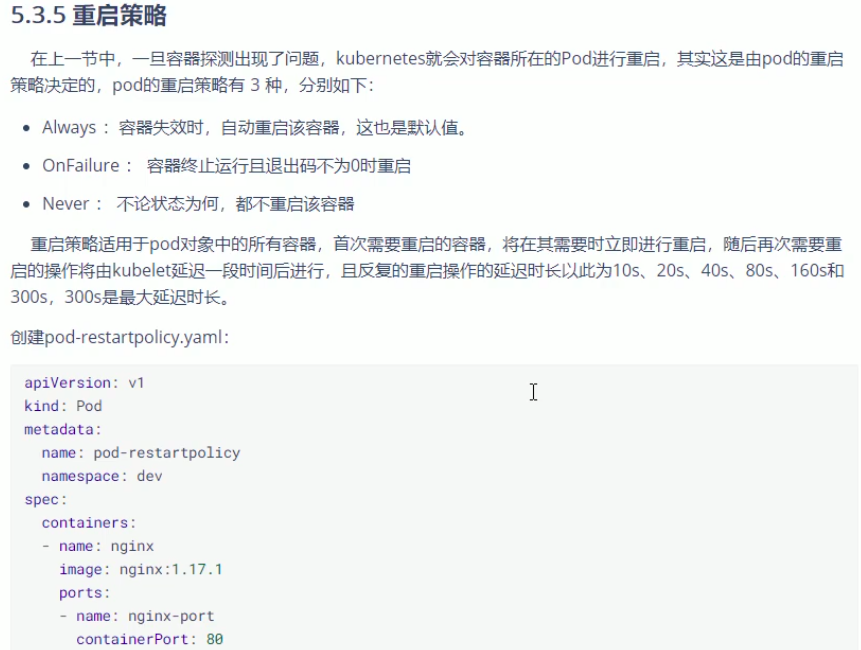 5.3.5 重启策略
在上一节中，一旦容器探测出现了问题，kubernetes就会对容器所在的Pod进行重启，其实这是由pod的重启
策略决定的，pod的重启策略有 3 种，分别如下：
• Always ：容器失效时，自动重启该容器，这也是默认值。
• OnFailure ： 容器终止运行且退出码不为0时重启
• Never ： 不论状态为何，都不重启该容器
重启策略适用于pod对象中的所有容器，首次需要重启的容器，将在其需要时立即进行重启，随后再次需要重
启的操作将由kubelet延迟一段时间后进行，且反复的重启操作的延迟时长以此为10s、20s、40s、80s、160s和
300s，300s是最大延迟时长。
创建pod-restartpolicy.yaml：
apiVersion: v1
kind: Pod
metadata:
  name: pod-restartpolicy
  namespace: dev
spec:
  containers:
  - name: nginx
    image: nginx:1.17.1
    ports:
    - name: nginx-port
      containerPort: 80